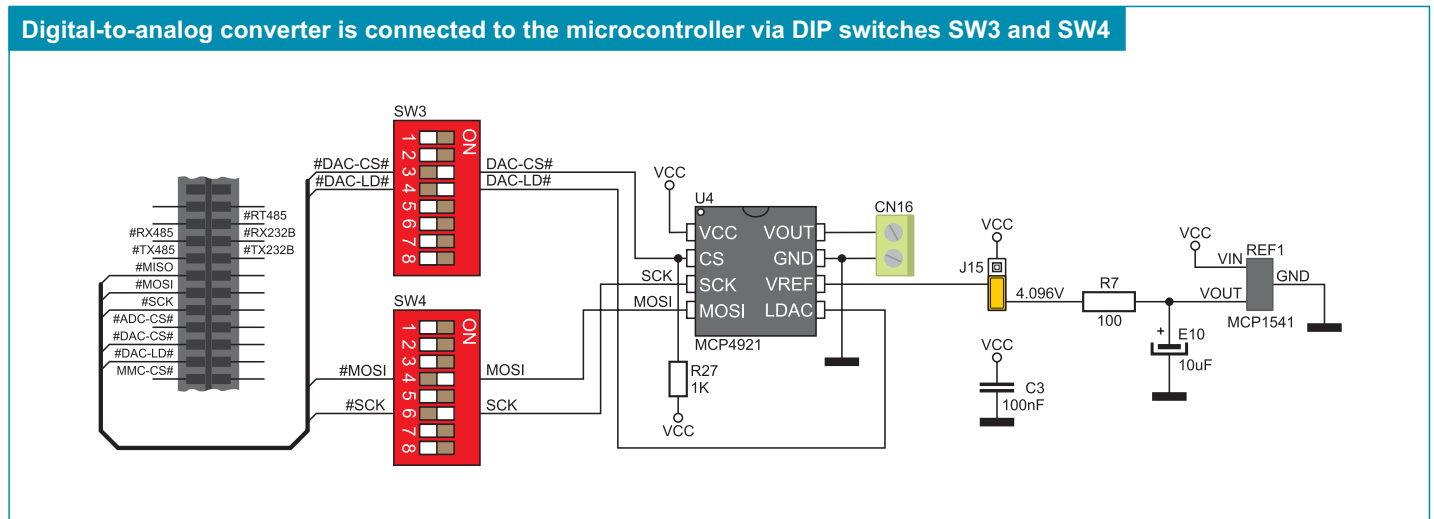 Digital-to-analog converter is connected to the microcontroller via DIP switches SW3 and SW4
SW3
ON
1
2
3
4
5
6
7
8
#DAC-CS#
#DAC-LD#
DAC-CS#
DAC-LD#
#RT485
#RX485
#RX232B
#TX485
#TX232B
#MISO
#MOSI
#SCK
#ADC-CS#
#DAC-CS#
#DAC-LD#
MMC-CS#
SW4
ON
1
2
3
4
5
6
7
8
#MOSI
#SCK
MOSI
SCK
VCC
U4
VCC VOUT
CS GND
SCK VREF
MOSI LDAC
MCP4921
SCK
MOSI
R27
1K
VCC
CN16
VCC
J15
4.096V
R7
100
VCC
C3
100nF
E10
+
10uF
VCC
REF1
VIN
GND
VOUT
MCP1541